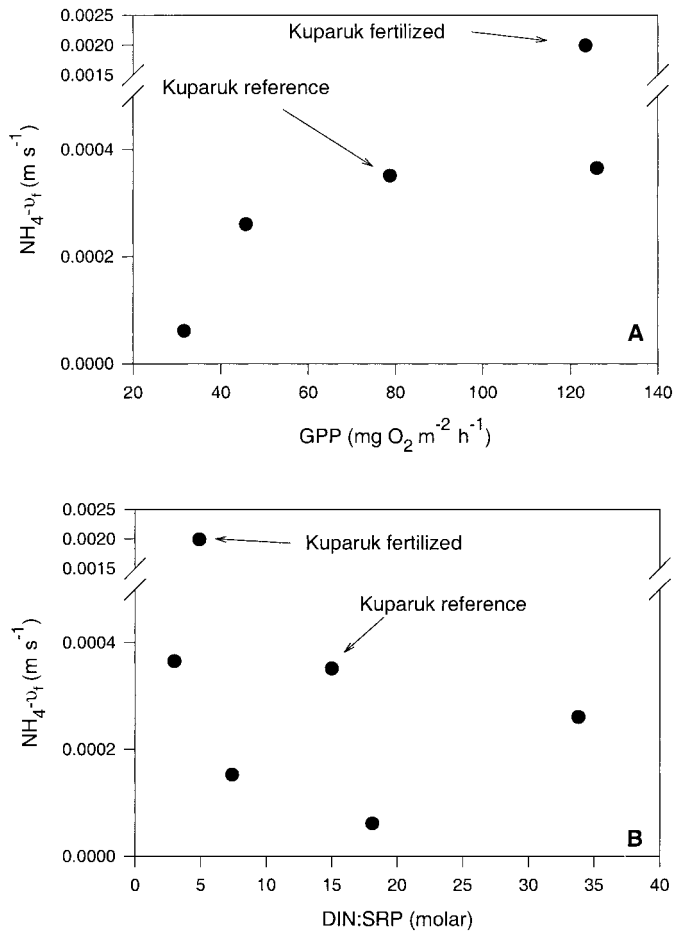 0.0025
Kuparuk fertilized
0.0020
0.0015
Kuparuk reference
0.0004
NH4-υf (m s-1)
0.0002
A
0.0000
20 40 60 80 100 120 140
GPP (mg O2 m-2 h-1)
0.0025
0.0020
Kuparuk fertilized
0.0015
Kuparuk reference
0.0004
NH4-υf (m s-1)
0.0002
B
0.0000
0 5 10 15 20 25 30 35 40
DIN:SRP (molar)